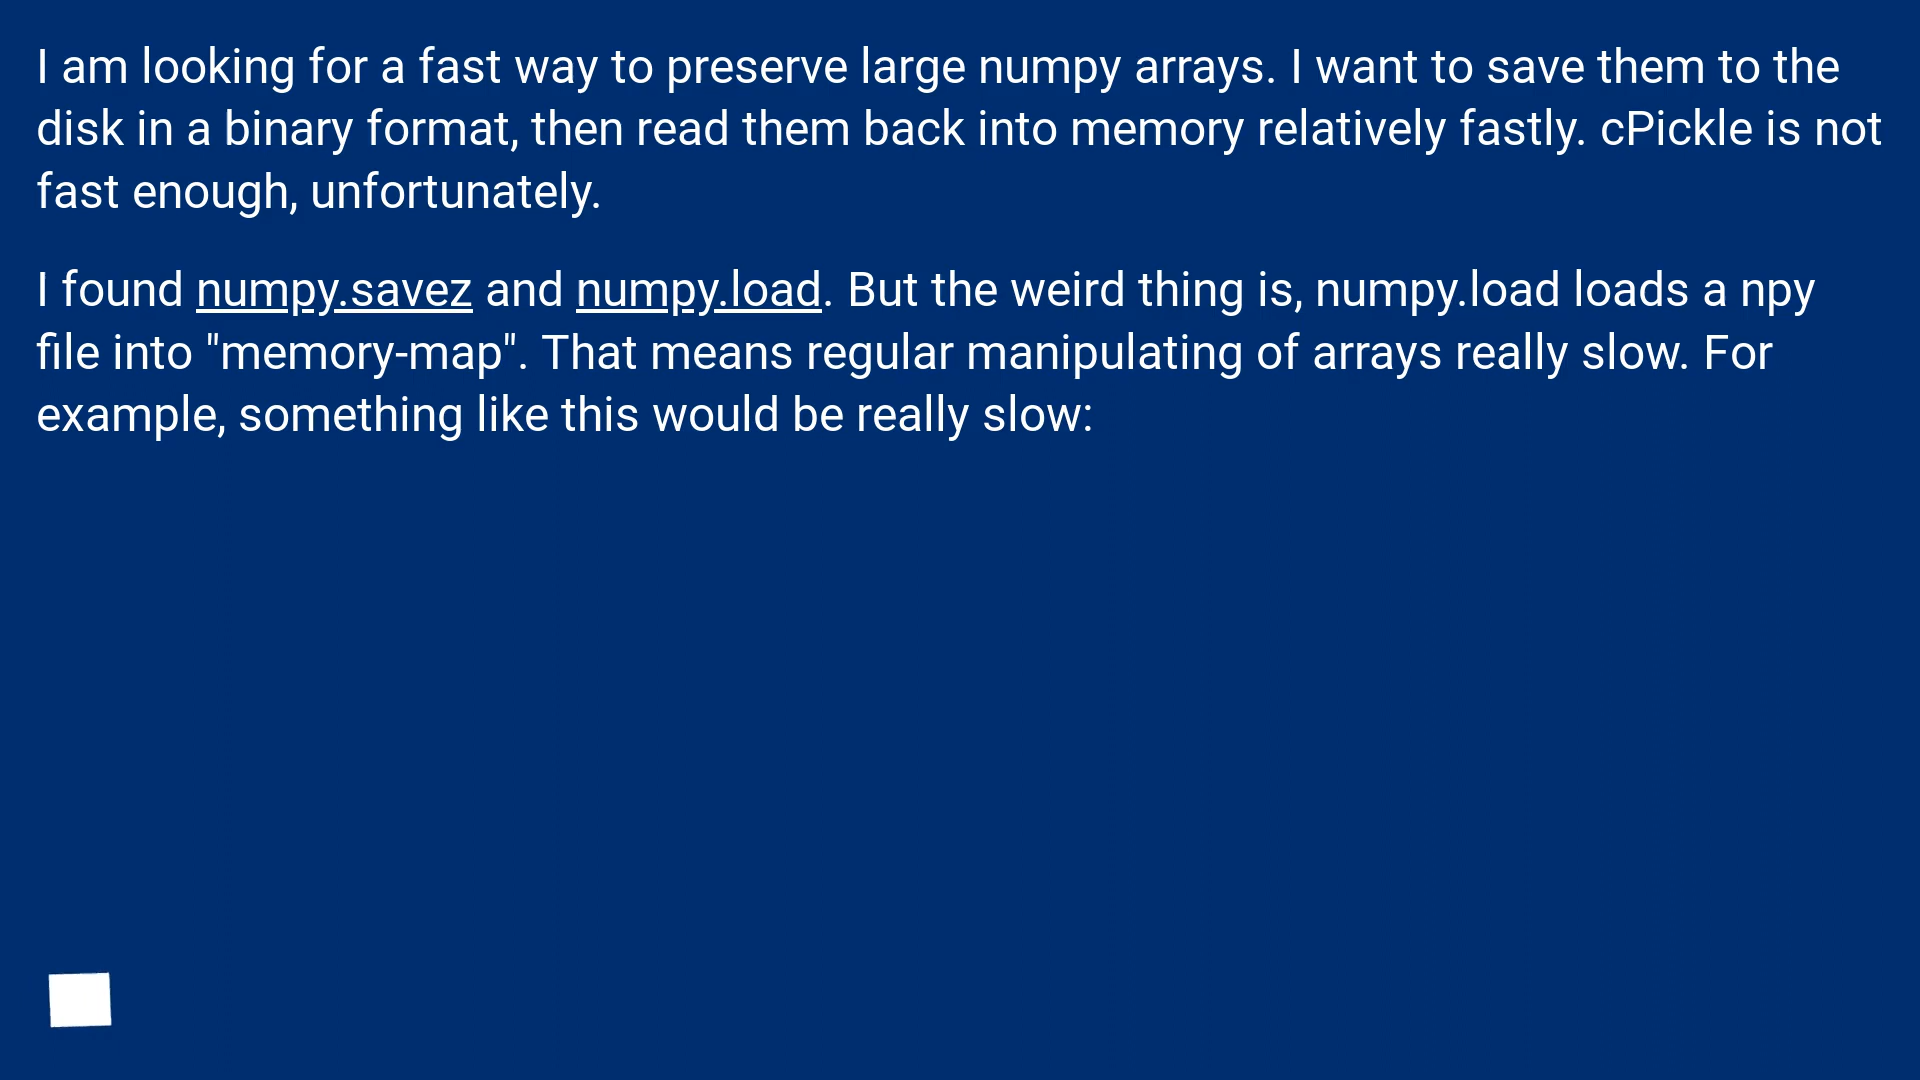 I am looking for a fast way to preserve large numpy arrays. I want to save them to the
disk in a binary format, then read them back into memory relatively fastly. cPickle is not
fast enough, unfortunately.
I found numpy.savez and numpy.load. But the weird thing is, numpy.load loads a npy
file into "memory-map". That means regular manipulating of arrays really slow. For
example, something like this would be really slow: